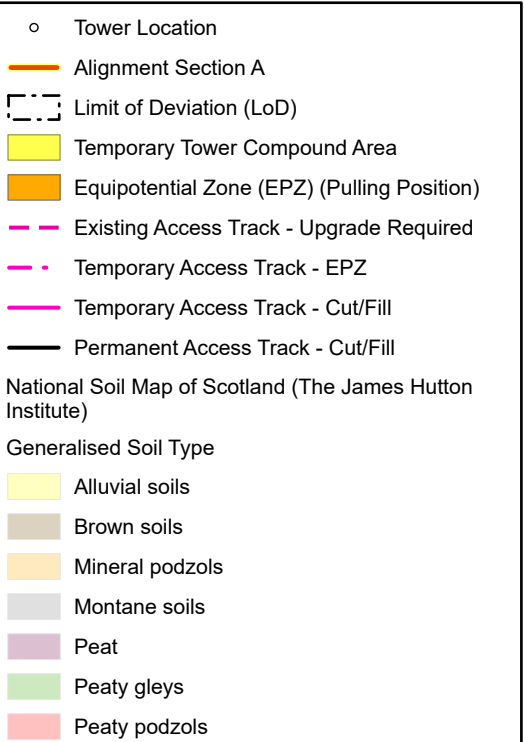 Tower Location
Alignment Section A
Limit of Deviation (LoD)
Temporary Tower Compound Area
Equipotential Zone (EPZ) (Pulling Position)
Existing Access Track - Upgrade Required
Temporary Access Track - EPZ
Temporary Access Track - Cut/Fill
Permanent Access Track - Cut/Fill
National Soil Map of Scotland (The James Hutton
Institute)
Generalised Soil Type
Alluvial soils
Brown soils
Mineral podzols
Montane soils
Peat
Peaty gleys
Peaty podzols